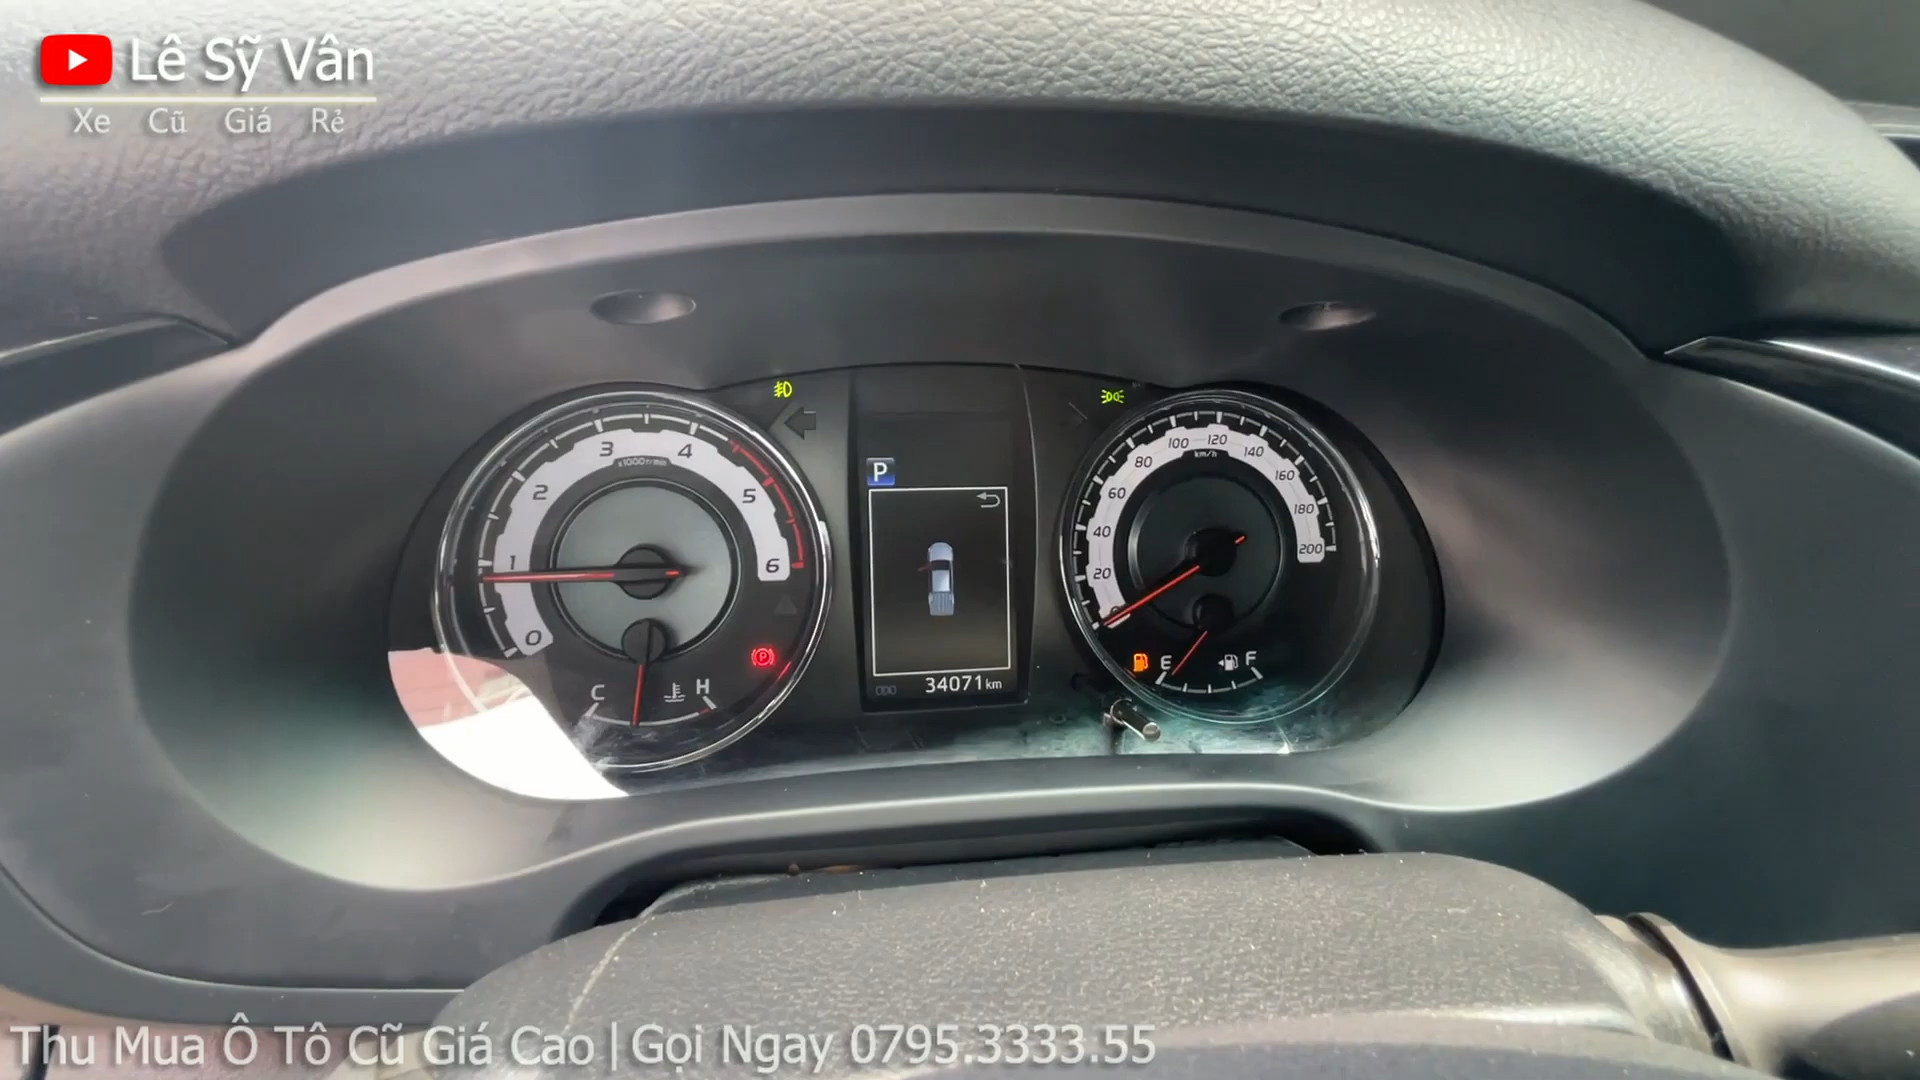 Lê Sỹ Vân
Xe Cũ Giá Rẻ
0 1 2 3 4 5 6
x1000r/min
C H
P
34071 km
0 20 40 60 80 100 120 140 160 180 200
km/h
E F
Thu Mua Ô Tô Cũ Giá Cao | Gọi Ngay 0795.3333.55